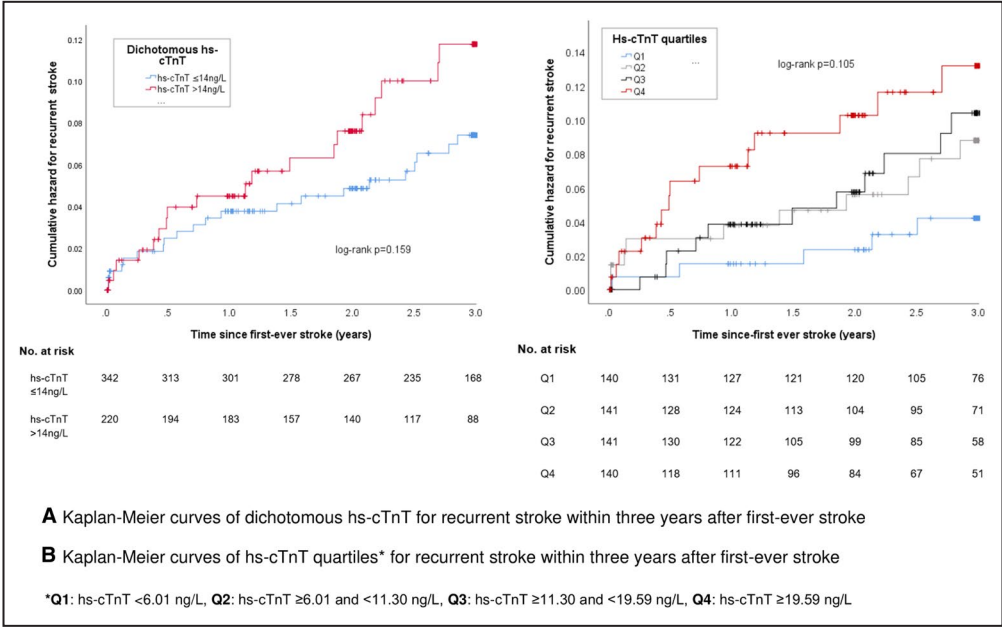 Cumulative hazard for recurrent stroke
0.12
0.10
0.08
0.06
0.04
0.02
0.00
Dichotomous hs-
cTnT
hs-cTnT ≤14ng/L
hs-cTnT >14ng/L
...
log-rank p=0.159
.0 .5 1.0 1.5 2.0 2.5 3.0
Time since first-ever stroke (years)
No. at risk
hs-cTnT
≤14ng/L
342 313 301 278 267 235 168
hs-cTnT
>14ng/L
220 194 183 157 140 117 88
Cumulative hazard for recurrent stroke
0.14
0.12
0.10
0.08
0.06
0.04
0.02
0.00
Hs-cTnT quartiles
Q1
Q2
Q3
Q4
...
log-rank p=0.105
.0 .5 1.0 1.5 2.0 2.5 3.0
Time since-first ever stroke (years)
No. at risk
Q1 140 131 127 121 120 105 76
Q2 141 128 124 113 104 95 71
Q3 141 130 122 105 99 85 58
Q4 140 118 111 96 84 67 51
A Kaplan-Meier curves of dichotomous hs-cTnT for recurrent stroke within three years after first-ever stroke
B Kaplan-Meier curves of hs-cTnT quartiles* for recurrent stroke within three years after first-ever stroke
*Q1: hs-cTnT <6.01 ng/L, Q2: hs-cTnT ≥6.01 and <11.30 ng/L, Q3: hs-cTnT ≥11.30 and <19.59 ng/L, Q4: hs-cTnT ≥19.59 ng/L